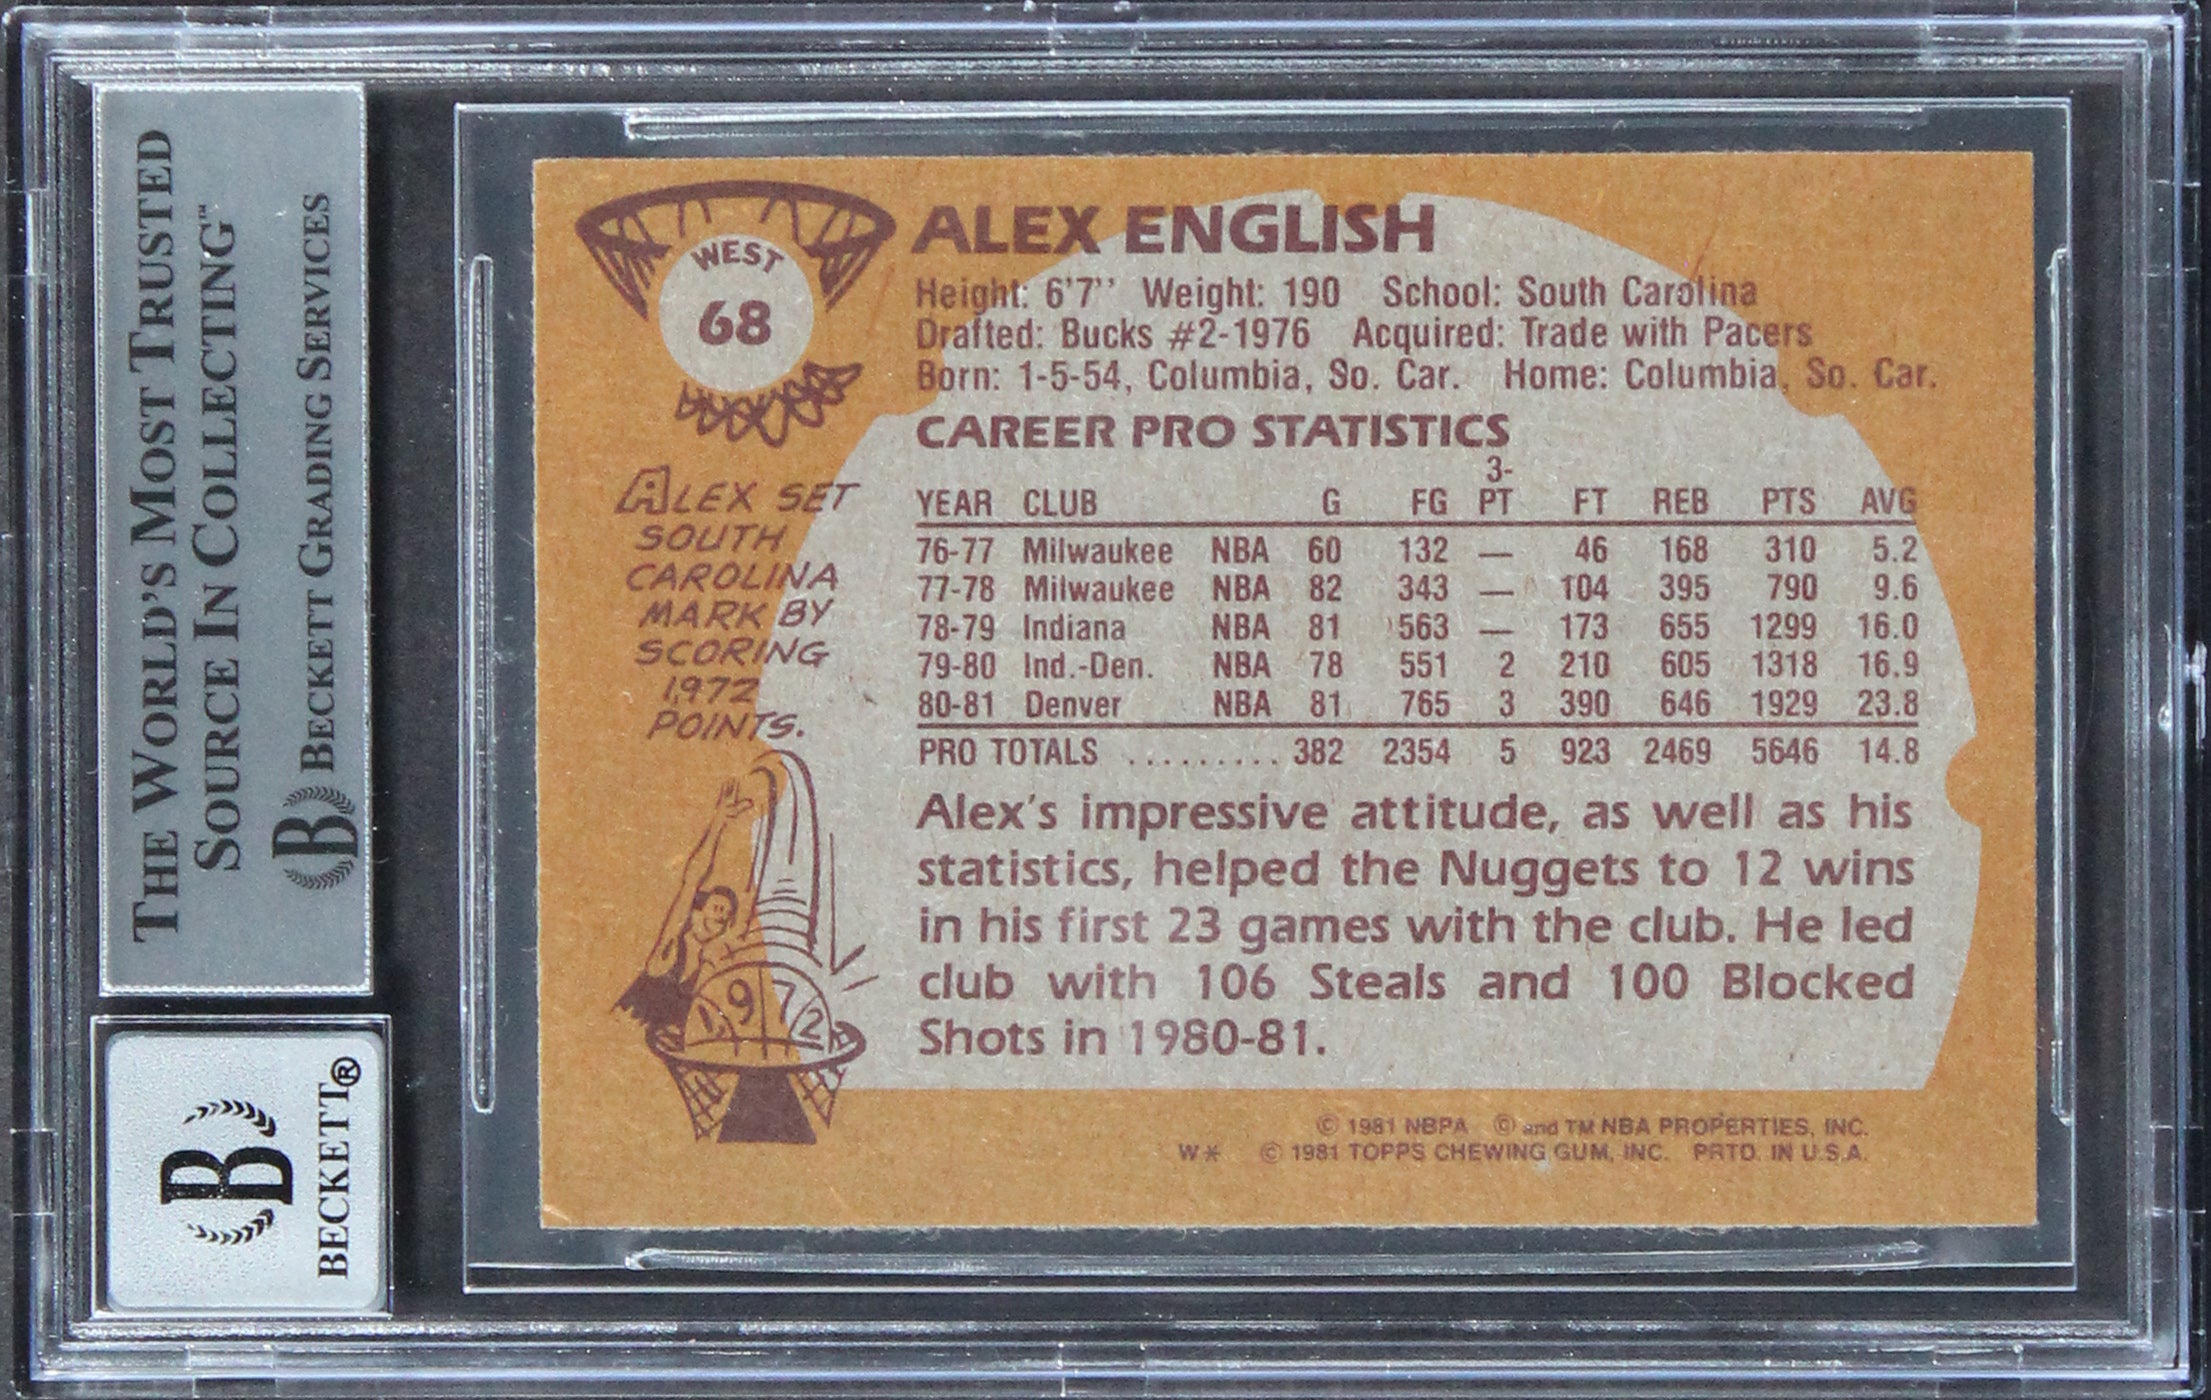 THE WORLD'S MOST TRUSTED
SOURCE IN COLLECTING™
B BECKETT GRADING SERVICES
B
BECKETT®
WEST
68
ALEX ENGLISH
Height: 6'7'' Weight: 190 School: South Carolina
Drafted: Bucks #2-1976 Acquired: Trade with Pacers
Born: 1-5-54, Columbia, So. Car. Home: Columbia, So. Car.
CAREER PRO STATISTICS
YEAR CLUB G FG 3-PT FT REB PTS AVG
76-77 Milwaukee NBA 60 132 — 46 168 310 5.2
77-78 Milwaukee NBA 82 343 — 104 395 790 9.6
78-79 Indiana NBA 81 563 — 173 655 1299 16.0
79-80 Ind.-Den. NBA 78 551 2 210 605 1318 16.9
80-81 Denver NBA 81 765 3 390 646 1929 23.8
PRO TOTALS ......... 382 2354 5 923 2469 5646 14.8
ALEX SET
SOUTH
CAROLINA
MARK BY
SCORING
1,972
POINTS.
1,972
Alex's impressive attitude, as well as his
statistics, helped the Nuggets to 12 wins
in his first 23 games with the club. He led
club with 106 Steals and 100 Blocked
Shots in 1980-81.
© 1981 NBPA © and TM NBA PROPERTIES, INC.
W* © 1981 TOPPS CHEWING GUM, INC. PRTD. IN U.S.A.